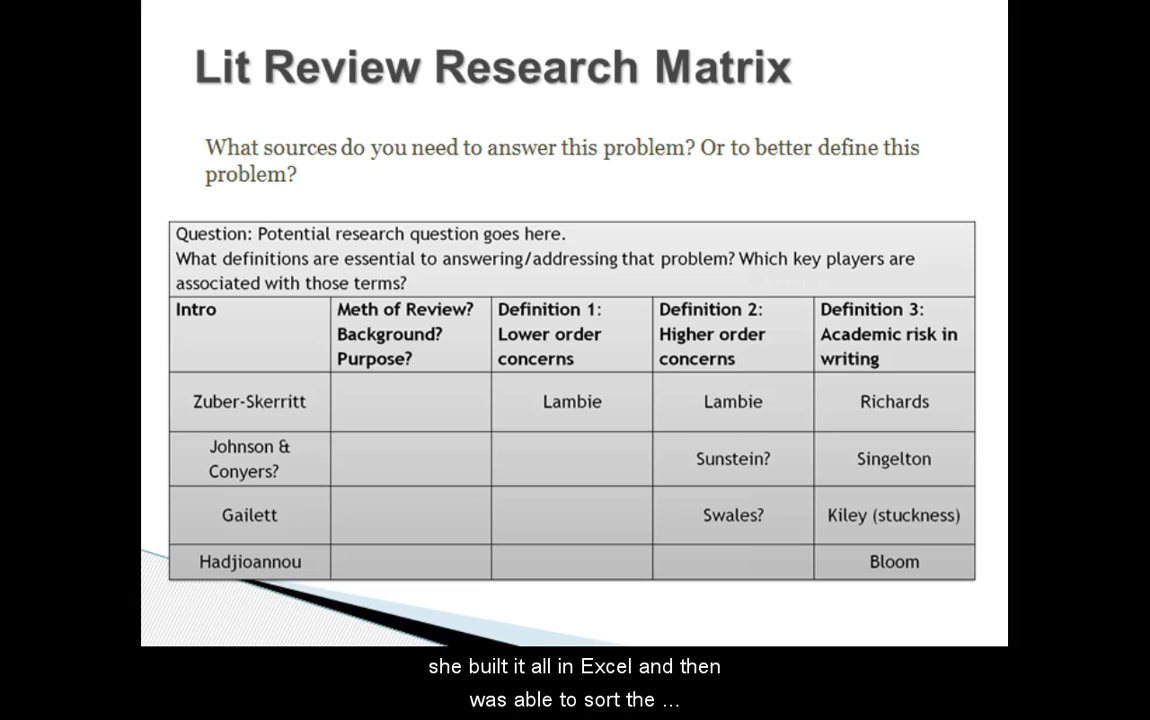 Lit Review Research Matrix
What sources do you need to answer this problem? Or to better define this
problem?
Question: Potential research question goes here.
What definitions are essential to answering/addressing that problem? Which key players are
associated with those terms?
Intro
Meth of Review?
Background?
Purpose?
Definition 1:
Lower order
concerns
Definition 2:
Higher order
concerns
Definition 3:
Academic risk in
writing
Zuber-Skerritt
Lambie
Lambie
Richards
Johnson &
Conyers?
Sunstein?
Singelton
Gailett
Swales?
Kiley (stuckness)
Hadjioannou
Bloom
she built it all in Excel and then
was able to sort the ...